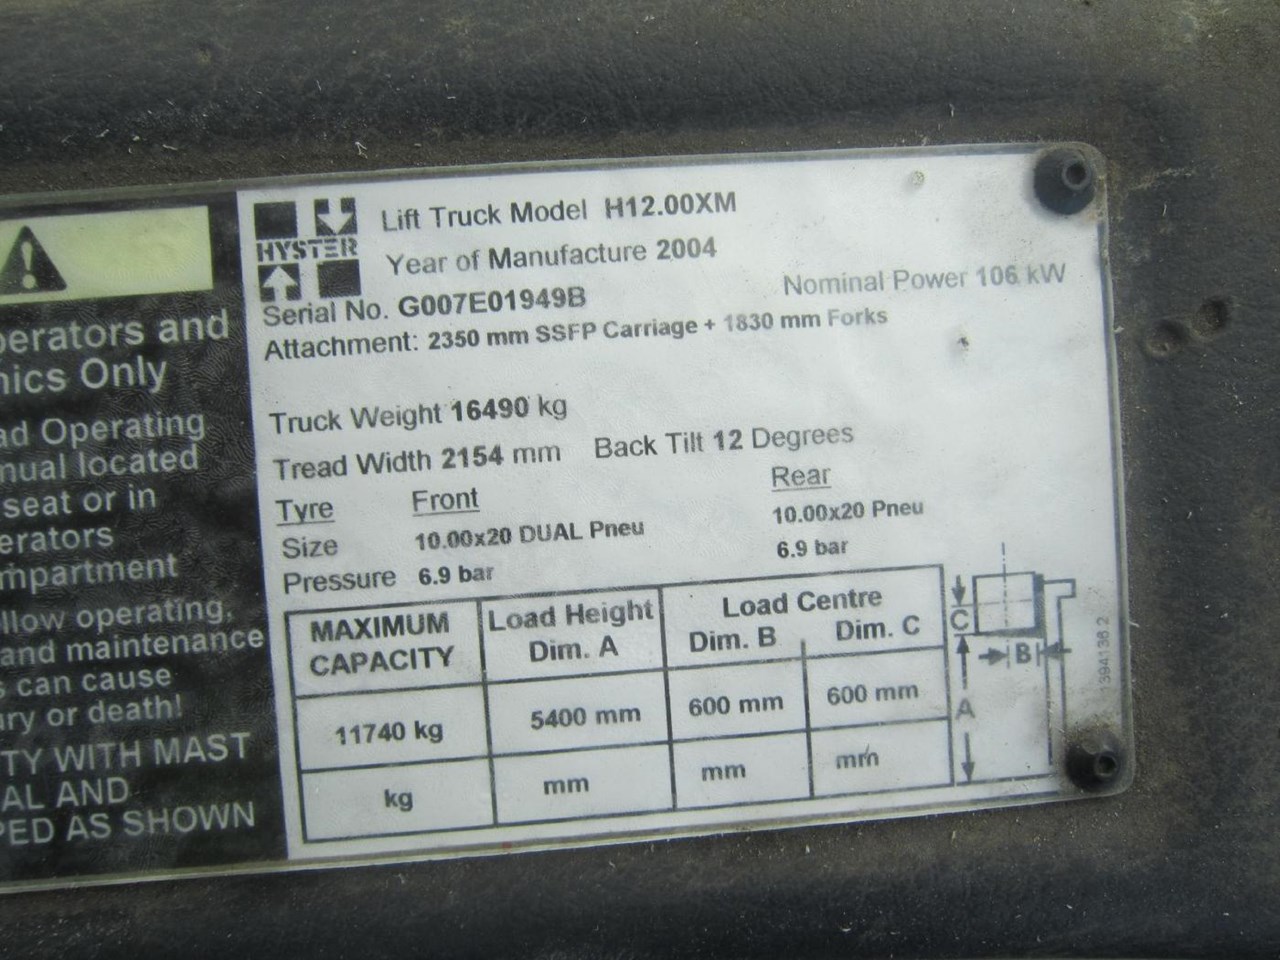 perators and
nics Only
ad Operating
nual located
seat or in
erators
mpartment
llow operating,
and maintenance
s can cause
ury or death!
TY WITH MAST
AL AND
PED AS SHOWN
HYSTER
Lift Truck Model H12.00XM
Year of Manufacture 2004
Serial No. G007E01949B
Nominal Power 106 kW
Attachment: 2350 mm SSFP Carriage + 1830 mm Forks
Truck Weight 16490 kg
Tread Width 2154 mm Back Tilt 12 Degrees
Tyre Front Rear
Size 10.00x20 DUAL Pneu 10.00x20 Pneu
Pressure 6.9 bar 6.9 bar
MAXIMUM CAPACITY
Load Height Dim. A
Load Centre
Dim. B Dim. C
11740 kg 5400 mm 600 mm 600 mm
kg mm mm mm
C
B
A
1394136 2